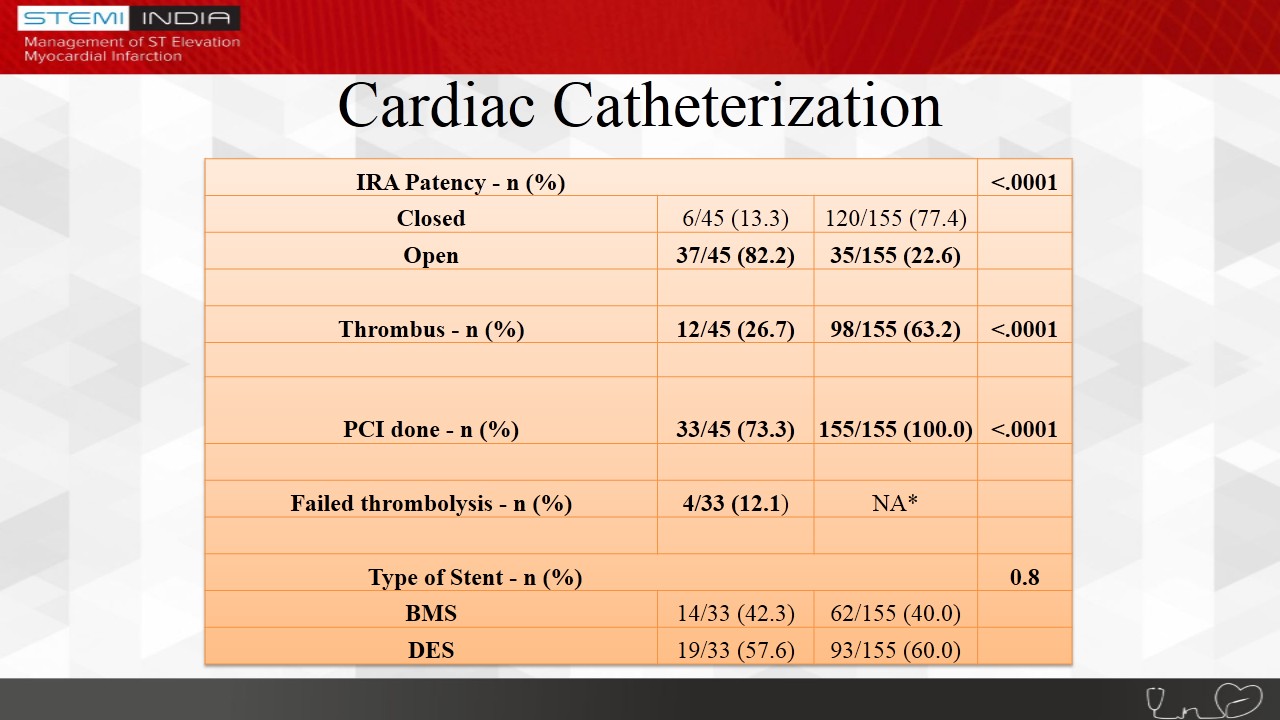 STEMI INDIA
Management of ST Elevation
Myocardial Infarction
Cardiac Catheterization
IRA Patency - n (%) <.0001
Closed 6/45 (13.3) 120/155 (77.4)
Open 37/45 (82.2) 35/155 (22.6)
Thrombus - n (%) 12/45 (26.7) 98/155 (63.2) <.0001
PCI done - n (%) 33/45 (73.3) 155/155 (100.0) <.0001
Failed thrombolysis - n (%) 4/33 (12.1) NA*
Type of Stent - n (%) 0.8
BMS 14/33 (42.3) 62/155 (40.0)
DES 19/33 (57.6) 93/155 (60.0)